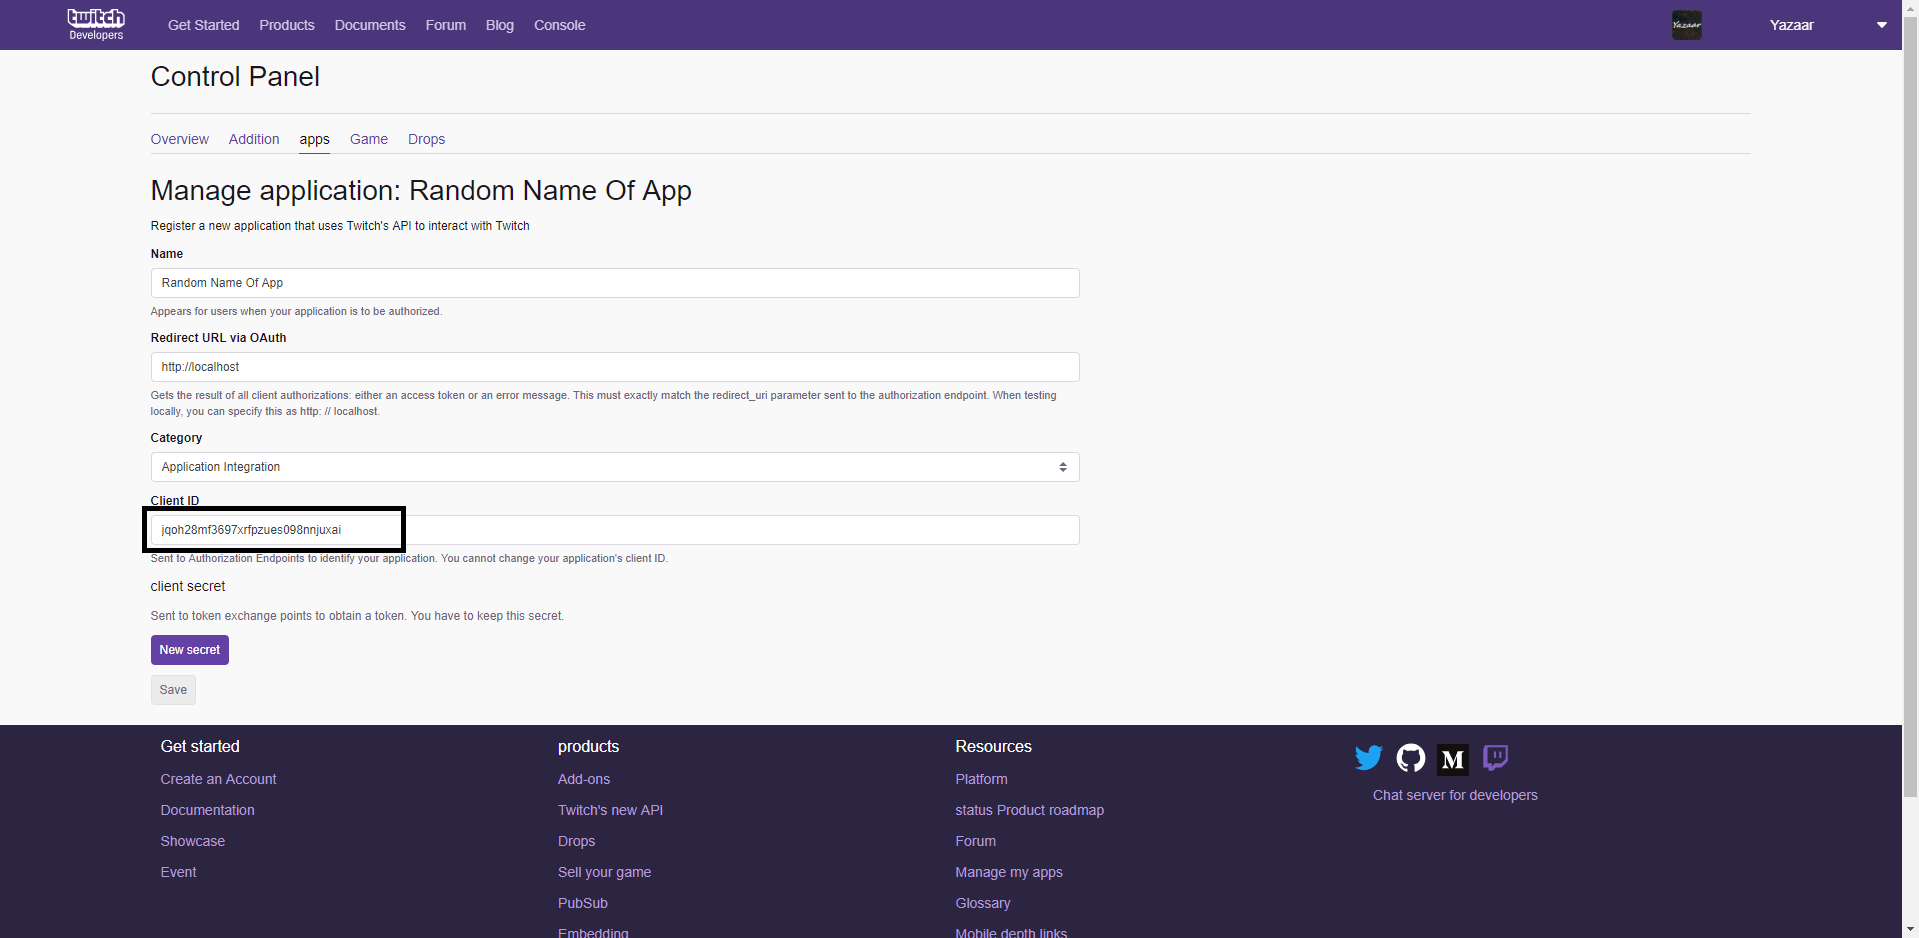 twitch
Developers
Get Started Products Documents Forum Blog Console
Yazaar
Yazaar
Control Panel
Overview Addition apps Game Drops
Manage application: Random Name Of App
Register a new application that uses Twitch's API to interact with Twitch
Name
Random Name Of App
Appears for users when your application is to be authorized.
Redirect URL via OAuth
http://localhost
Gets the result of all client authorizations: either an access token or an error message. This must exactly match the redirect_uri parameter sent to the authorization endpoint. When testing
locally, you can specify this as http: // localhost.
Category
Application Integration
Client ID
jqoh28mf3697xrfpzues098nnjuxai
Sent to Authorization Endpoints to identify your application. You cannot change your application's client ID.
client secret
Sent to token exchange points to obtain a token. You have to keep this secret.
New secret
Save
Get started
Create an Account
Documentation
Showcase
Event
products
Add-ons
Twitch's new API
Drops
Sell your game
PubSub
Embedding
Resources
Platform
status Product roadmap
Forum
Manage my apps
Glossary
Mobile depth links
M
Chat server for developers